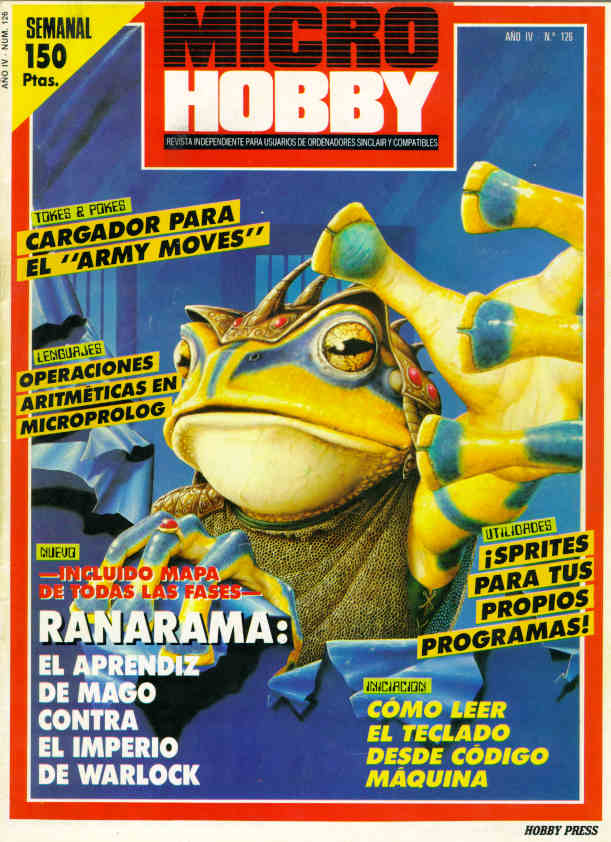 AÑO IV - NUM. 126
SEMANAL
150
Ptas.
MICRO
HOBBY
AÑO IV - N.º 126
REVISTA INDEPENDIENTE PARA USUARIOS DE ORDENADORES SINCLAIR Y COMPATIBLES
TOKES & POKES
CARGADOR PARA
EL "ARMY MOVES"
LENGUAJES
OPERACIONES
ARITMÉTICAS EN
MICROPROLOG
NUEVO
—INCLUIDO MAPA
DE TODAS LAS FASES—
RANARAMA:
EL APRENDIZ
DE MAGO
CONTRA
EL IMPERIO
DE WARLOCK
UTILIDADES
¡SPRITES
PARA TUS
PROPIOS
PROGRAMAS!
INICIACION
CÓMO LEER
EL TECLADO
DESDE CÓDIGO
MÁQUINA
HOBBY PRESS